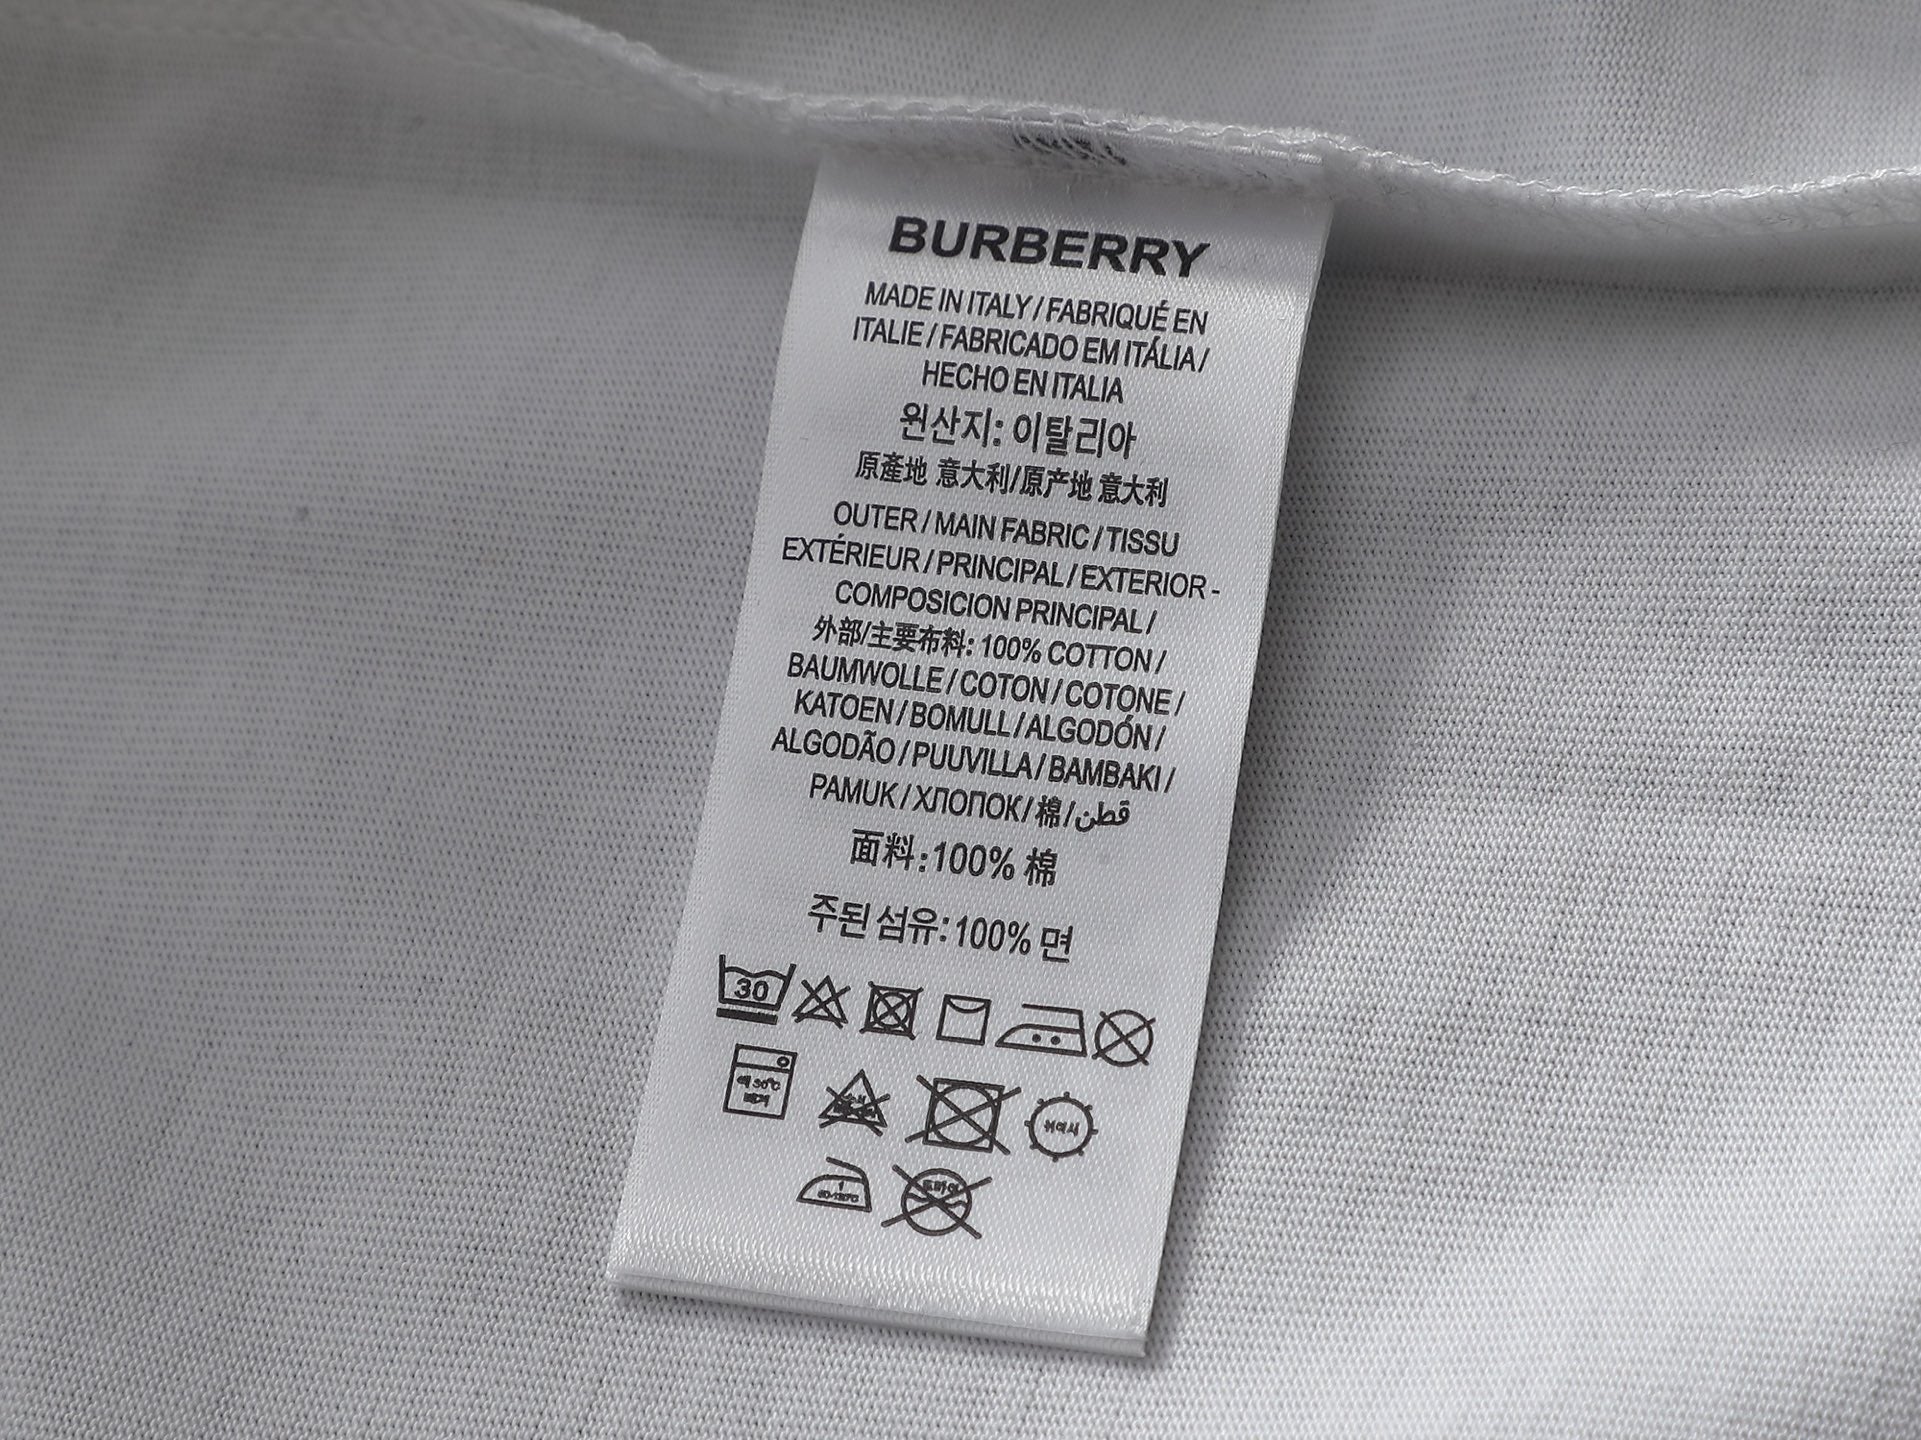 BURBERRY
MADE IN ITALY / FABRIQUÉ EN
ITALIE / FABRICADO EM ITÁLIA /
HECHO EN ITALIA
원산지: 이탈리아
原產地 意大利/原产地 意大利
OUTER / MAIN FABRIC / TISSU
EXTÉRIEUR / PRINCIPAL / EXTERIOR -
COMPOSICION PRINCIPAL /
外部/主要布料: 100% COTTON /
BAUMWOLLE / COTON / COTONE /
KATOEN / BOMULL / ALGODÓN /
ALGODÃO / PUUVILLA / BAMBAKI /
PAMUK / ХЛОПОК / 棉 / قطن
面料:100% 棉
주된 섬유:100% 면
30